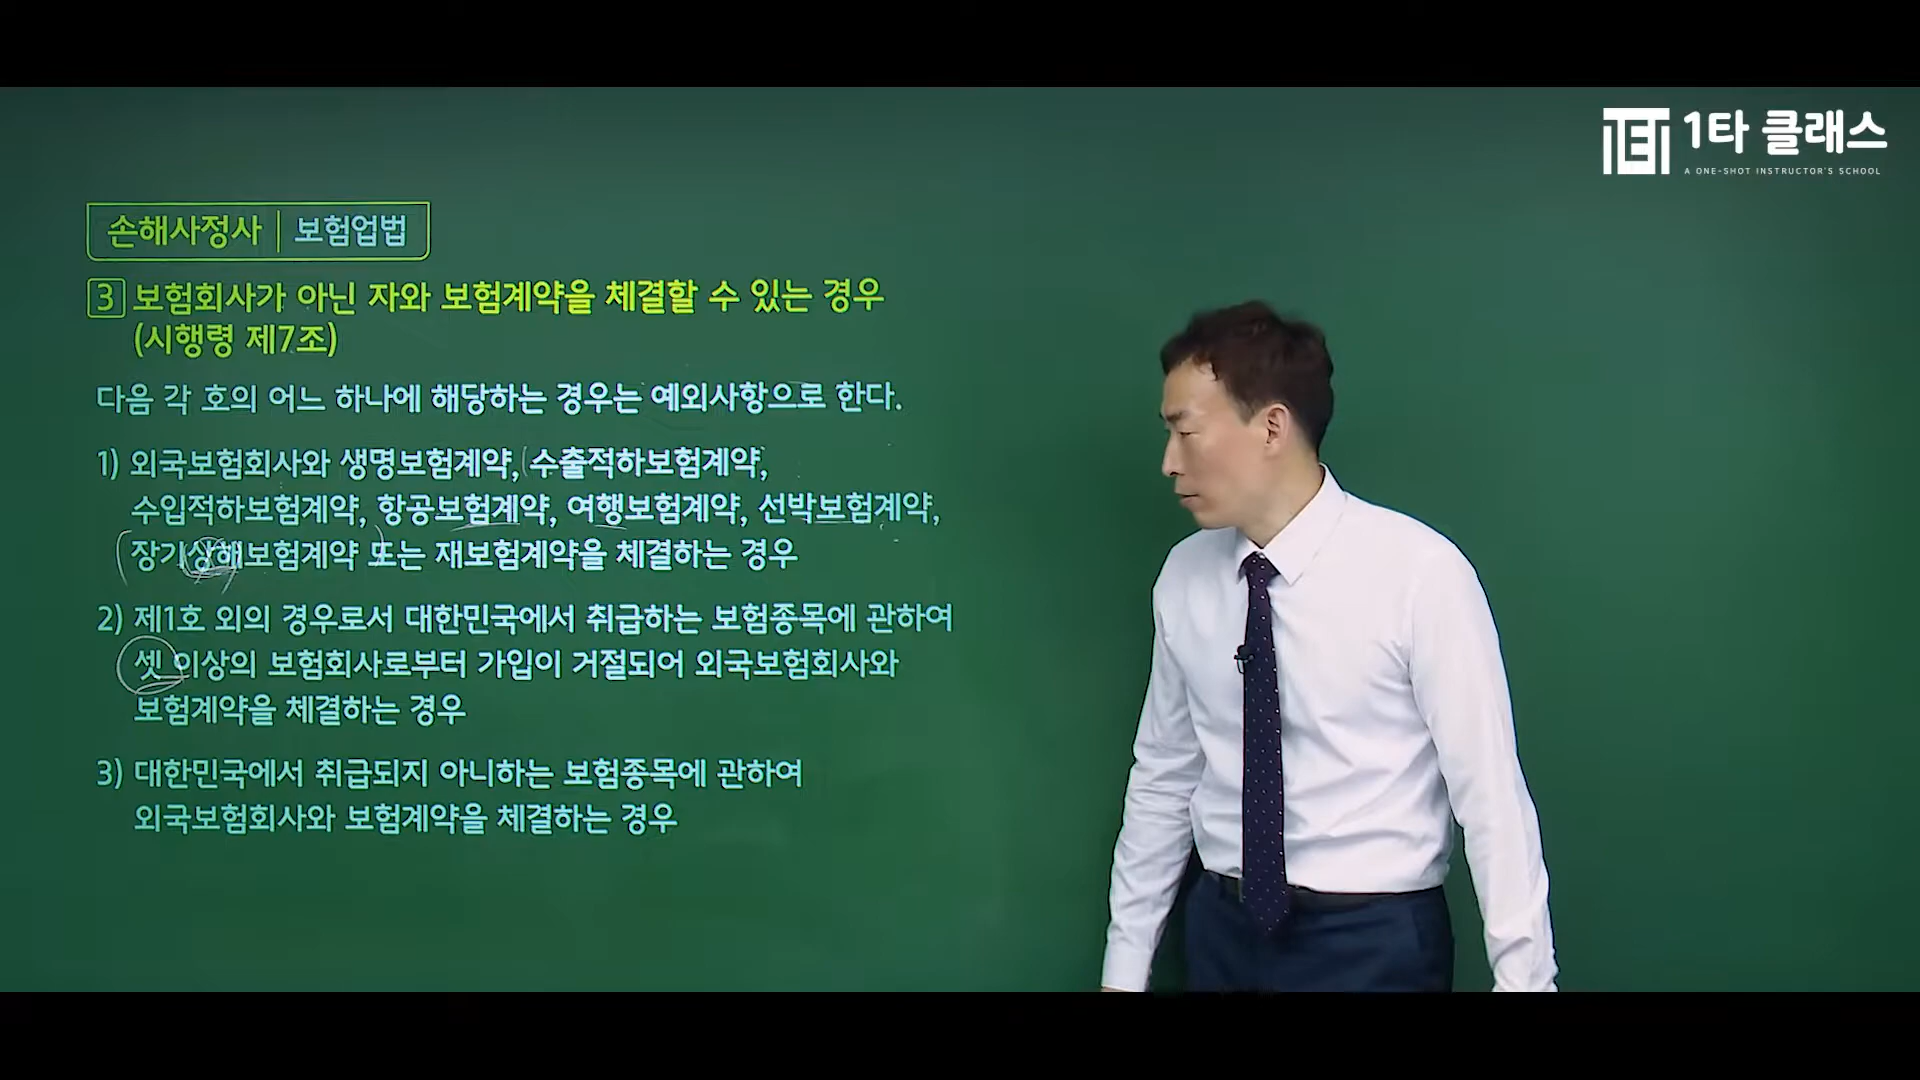 1타 클래스
A ONE-SHOT INSTRUCTOR'S SCHOOL
손해사정사 | 보험업법
3 보험회사가 아닌 자와 보험계약을 체결할 수 있는 경우
(시행령 제7조)
다음 각 호의 어느 하나에 해당하는 경우는 예외사항으로 한다.
1) 외국보험회사와 생명보험계약, 수출적하보험계약,
수입적하보험계약, 항공보험계약, 여행보험계약, 선박보험계약,
장기상해보험계약 또는 재보험계약을 체결하는 경우
2) 제1호 외의 경우로서 대한민국에서 취급하는 보험종목에 관하여
셋 이상의 보험회사로부터 가입이 거절되어 외국보험회사와
보험계약을 체결하는 경우
3) 대한민국에서 취급되지 아니하는 보험종목에 관하여
외국보험회사와 보험계약을 체결하는 경우